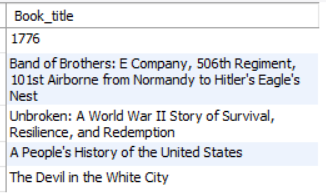 Book_title
1776
Band of Brothers: E Company, 506th Regiment,
101st Airborne from Normandy to Hitler's Eagle's
Nest
Unbroken: A World War II Story of Survival,
Resilience, and Redemption
A People's History of the United States
The Devil in the White City